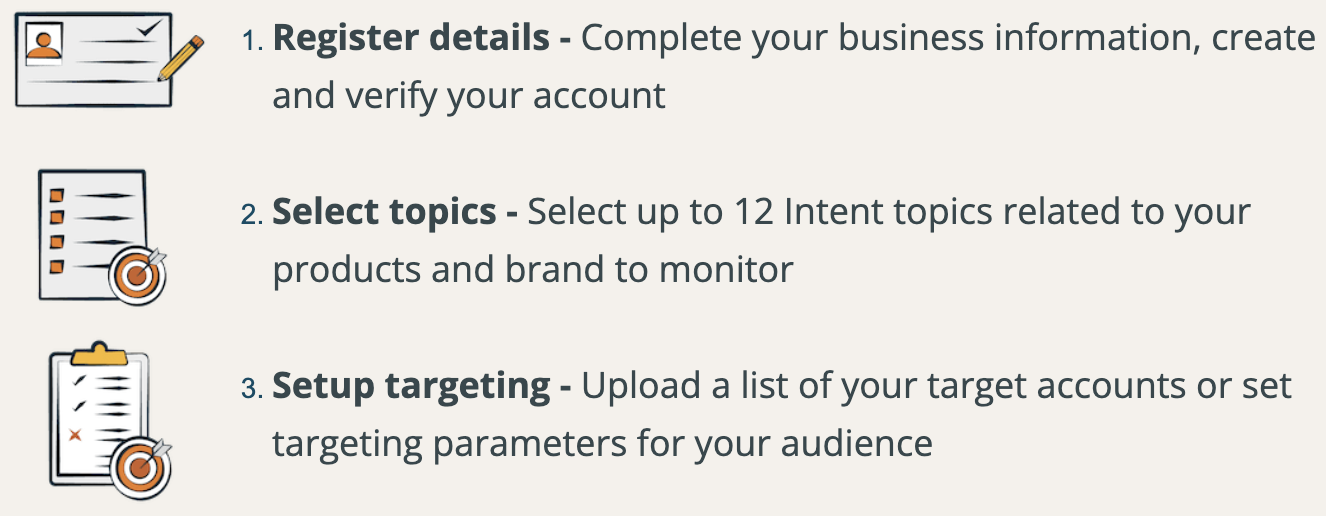 1. Register details - Complete your business information, create
and verify your account
2. Select topics - Select up to 12 Intent topics related to your
products and brand to monitor
3. Setup targeting - Upload a list of your target accounts or set
targeting parameters for your audience